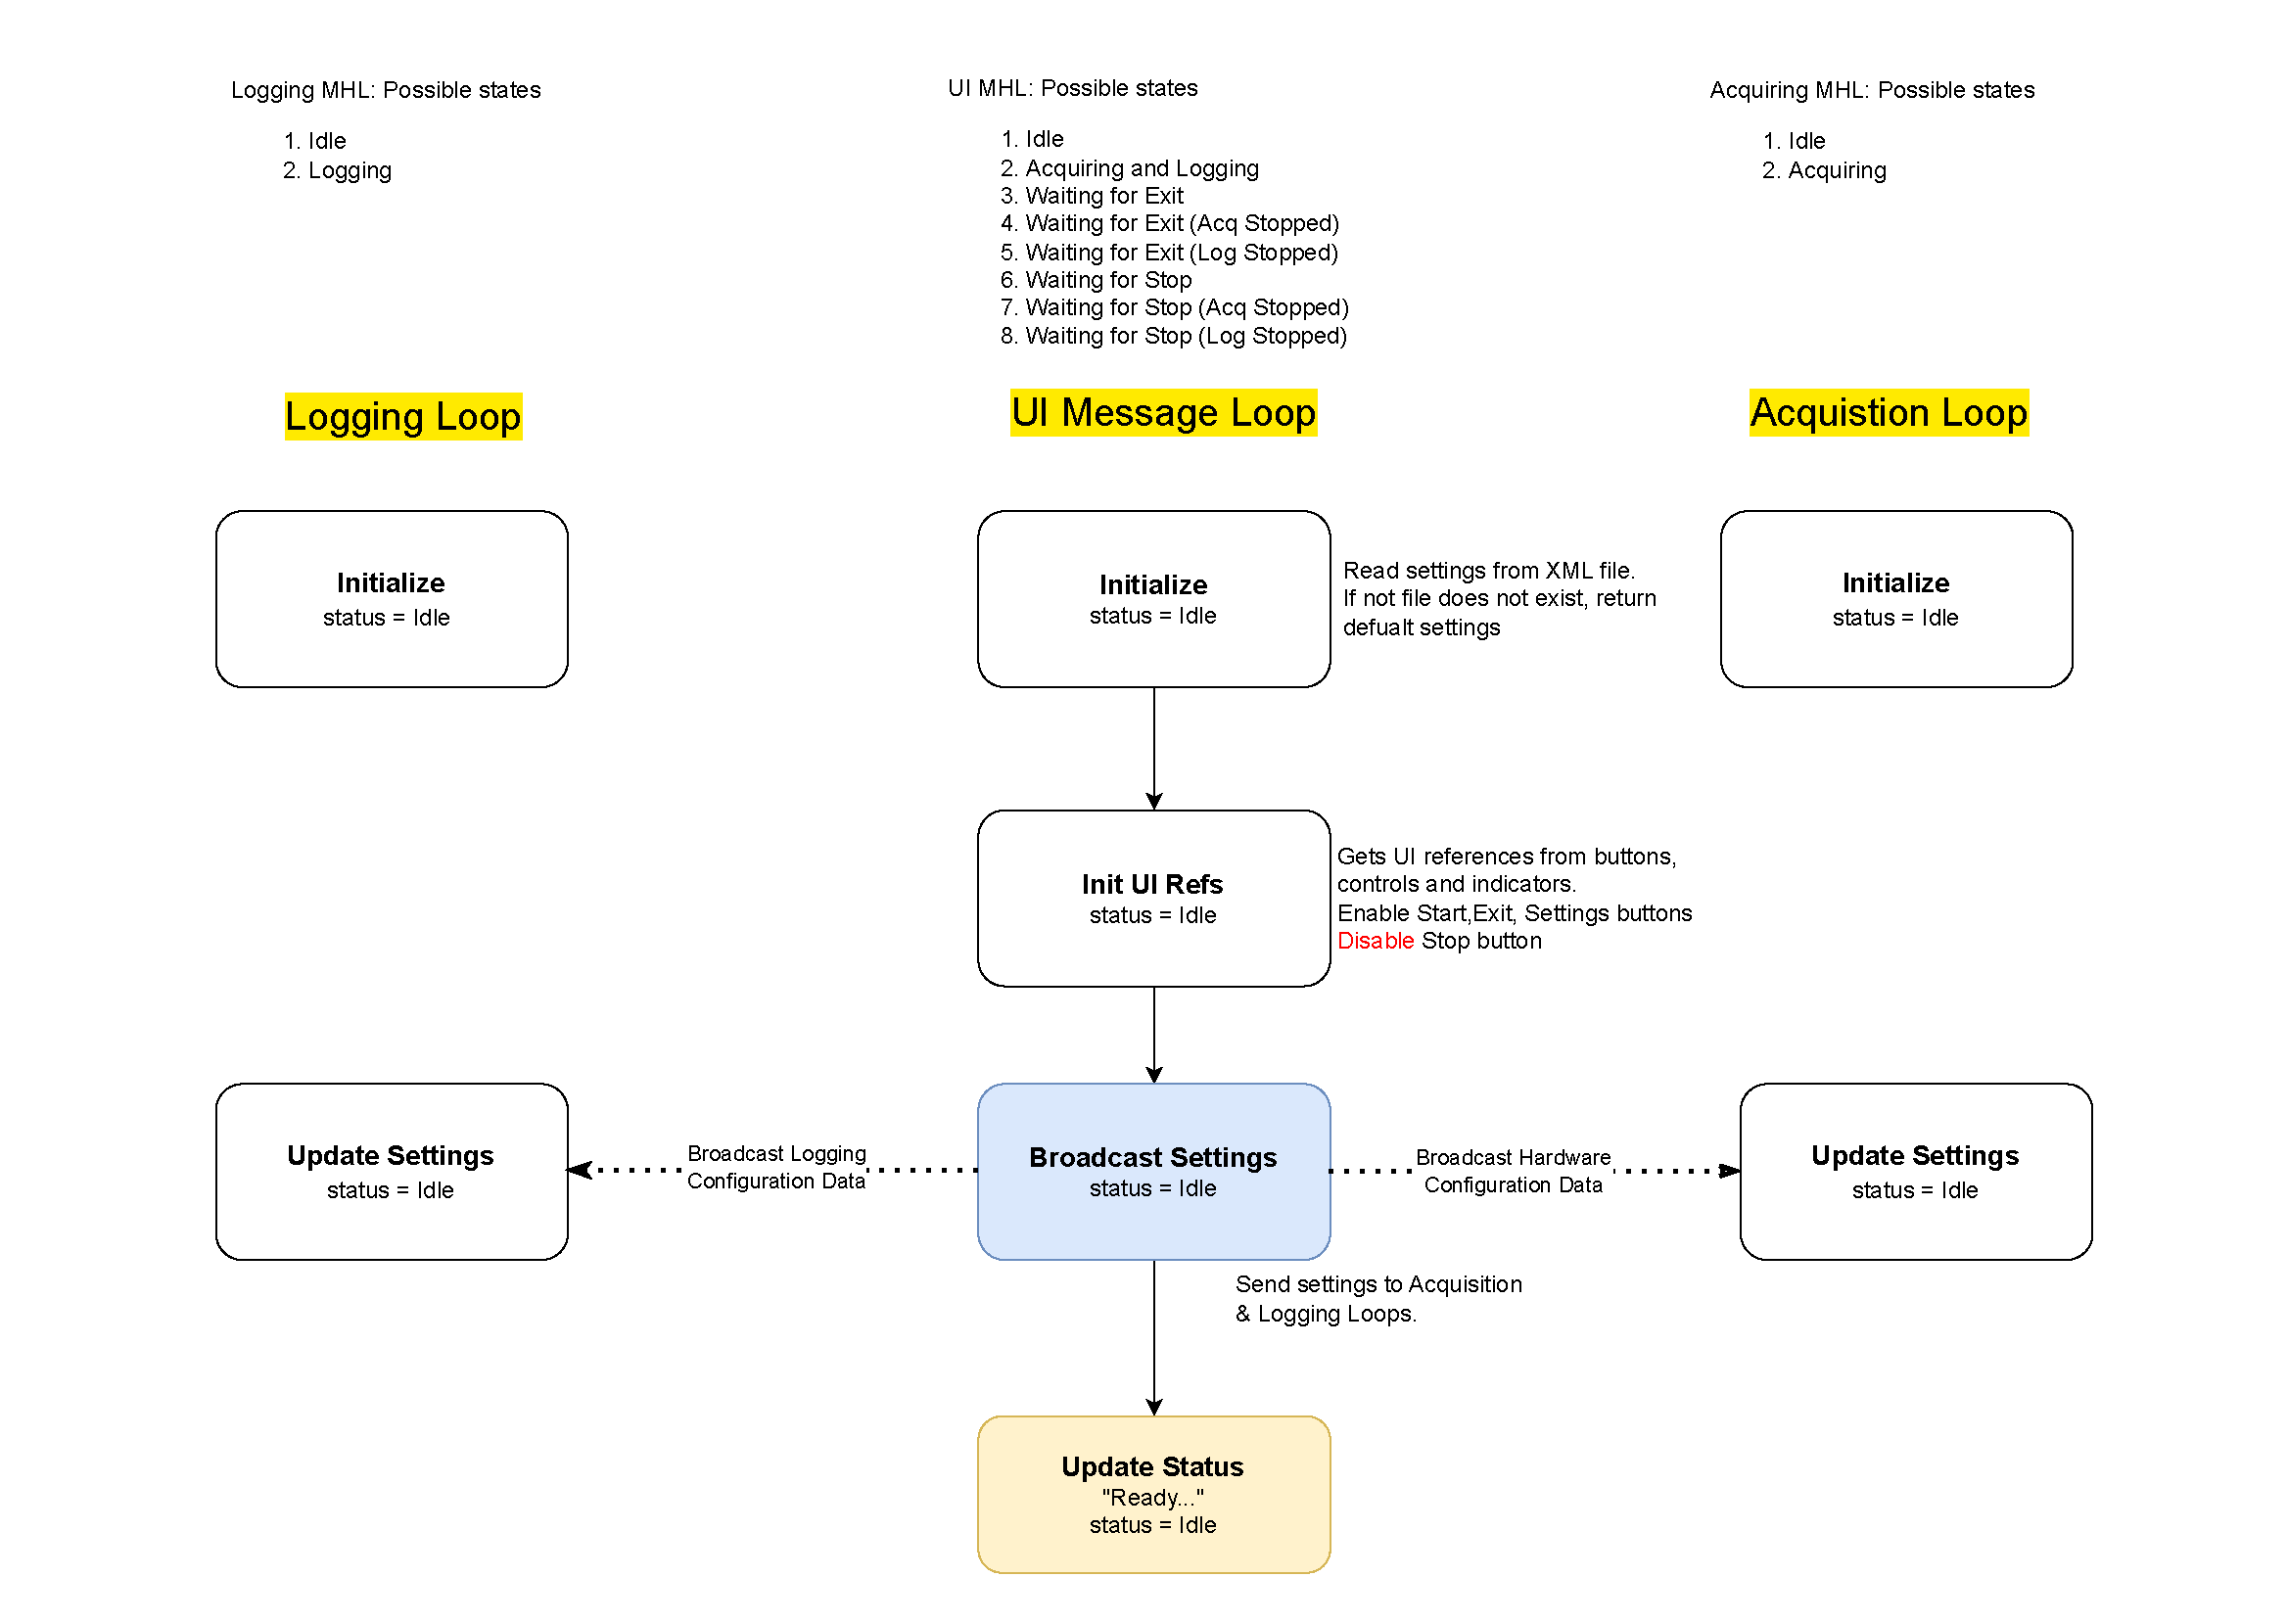 Logging MHL: Possible states
1. Idle
2. Logging
UI MHL: Possible states
1. Idle
2. Acquiring and Logging
3. Waiting for Exit
4. Waiting for Exit (Acq Stopped)
5. Waiting for Exit (Log Stopped)
6. Waiting for Stop
7. Waiting for Stop (Acq Stopped)
8. Waiting for Stop (Log Stopped)
Acquiring MHL: Possible states
1. Idle
2. Acquiring
Logging Loop
UI Message Loop
Acquistion Loop
Initialize
status = Idle
Initialize
status = Idle
Read settings from XML file.
If not file does not exist, return
defualt settings
Initialize
status = Idle
Init UI Refs
status = Idle
Gets UI references from buttons,
controls and indicators.
Enable Start,Exit, Settings buttons
Disable Stop button
Update Settings
status = Idle
Broadcast Logging
Configuration Data
Broadcast Settings
status = Idle
Broadcast Hardware
Configuration Data
Update Settings
status = Idle
Send settings to Acquisition
& Logging Loops.
Update Status
"Ready..."
status = Idle